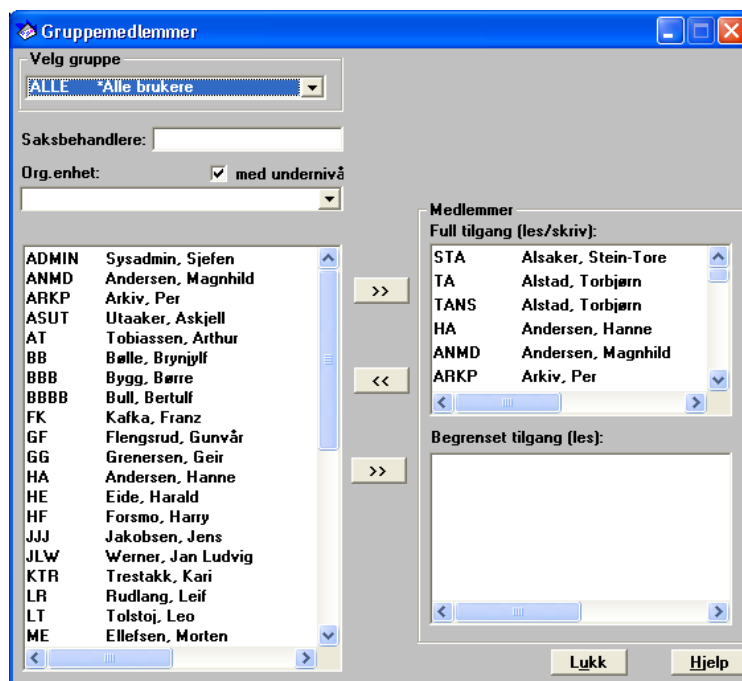 Gruppemedlemmer
Velg gruppe
ALLE *Alle brukere
Saksbehandlere:
Org.enhet: med undernivå
ADMIN Sysadmin, Sjefen
ANMD Andersen, Magnhild
ARKP Arkiv, Per
ASUT Utaaker, Askjell
AT Tobiassen, Arthur
BB Bølle, Brynjylf
BBB Bygg, Børre
BBBB Bull, Bertulf
FK Kafka, Franz
GF Flengsrud, Gunvår
GG Grenersen, Geir
HA Andersen, Hanne
HE Eide, Harald
HF Forsmo, Harry
JJJ Jakobsen, Jens
JLW Werner, Jan Ludvig
KTR Trestakk, Kari
LR Rudlang, Leif
LT Tolstoj, Leo
ME Ellefsen, Morten
>>
<<
>>
Medlemmer
Full tilgang (les/skriv):
STA Alsaker, Stein-Tore
TA Alstad, Torbjørn
TANS Alstad, Torbjørn
HA Andersen, Hanne
ANMD Andersen, Magnhild
ARKP Arkiv, Per
Begrenset tilgang (les):
Lukk Hjelp